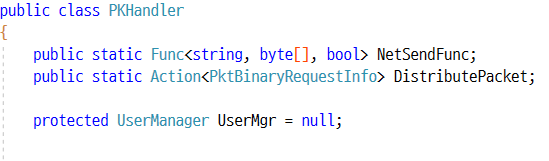 public class PKHandler
{
public static Func<string, byte[], bool> NetSendFunc;
public static Action<PktBinaryRequestInfo> DistributePacket;
protected UserManager UserMgr = null;